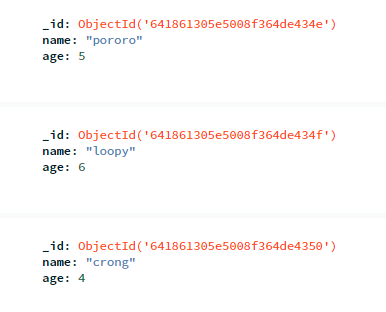 _id: ObjectId('641861305e5008f364de434e')
name: "pororo"
age: 5
_id: ObjectId('641861305e5008f364de434f')
name: "loopy"
age: 6
_id: ObjectId('641861305e5008f364de4350')
name: "crong"
age: 4